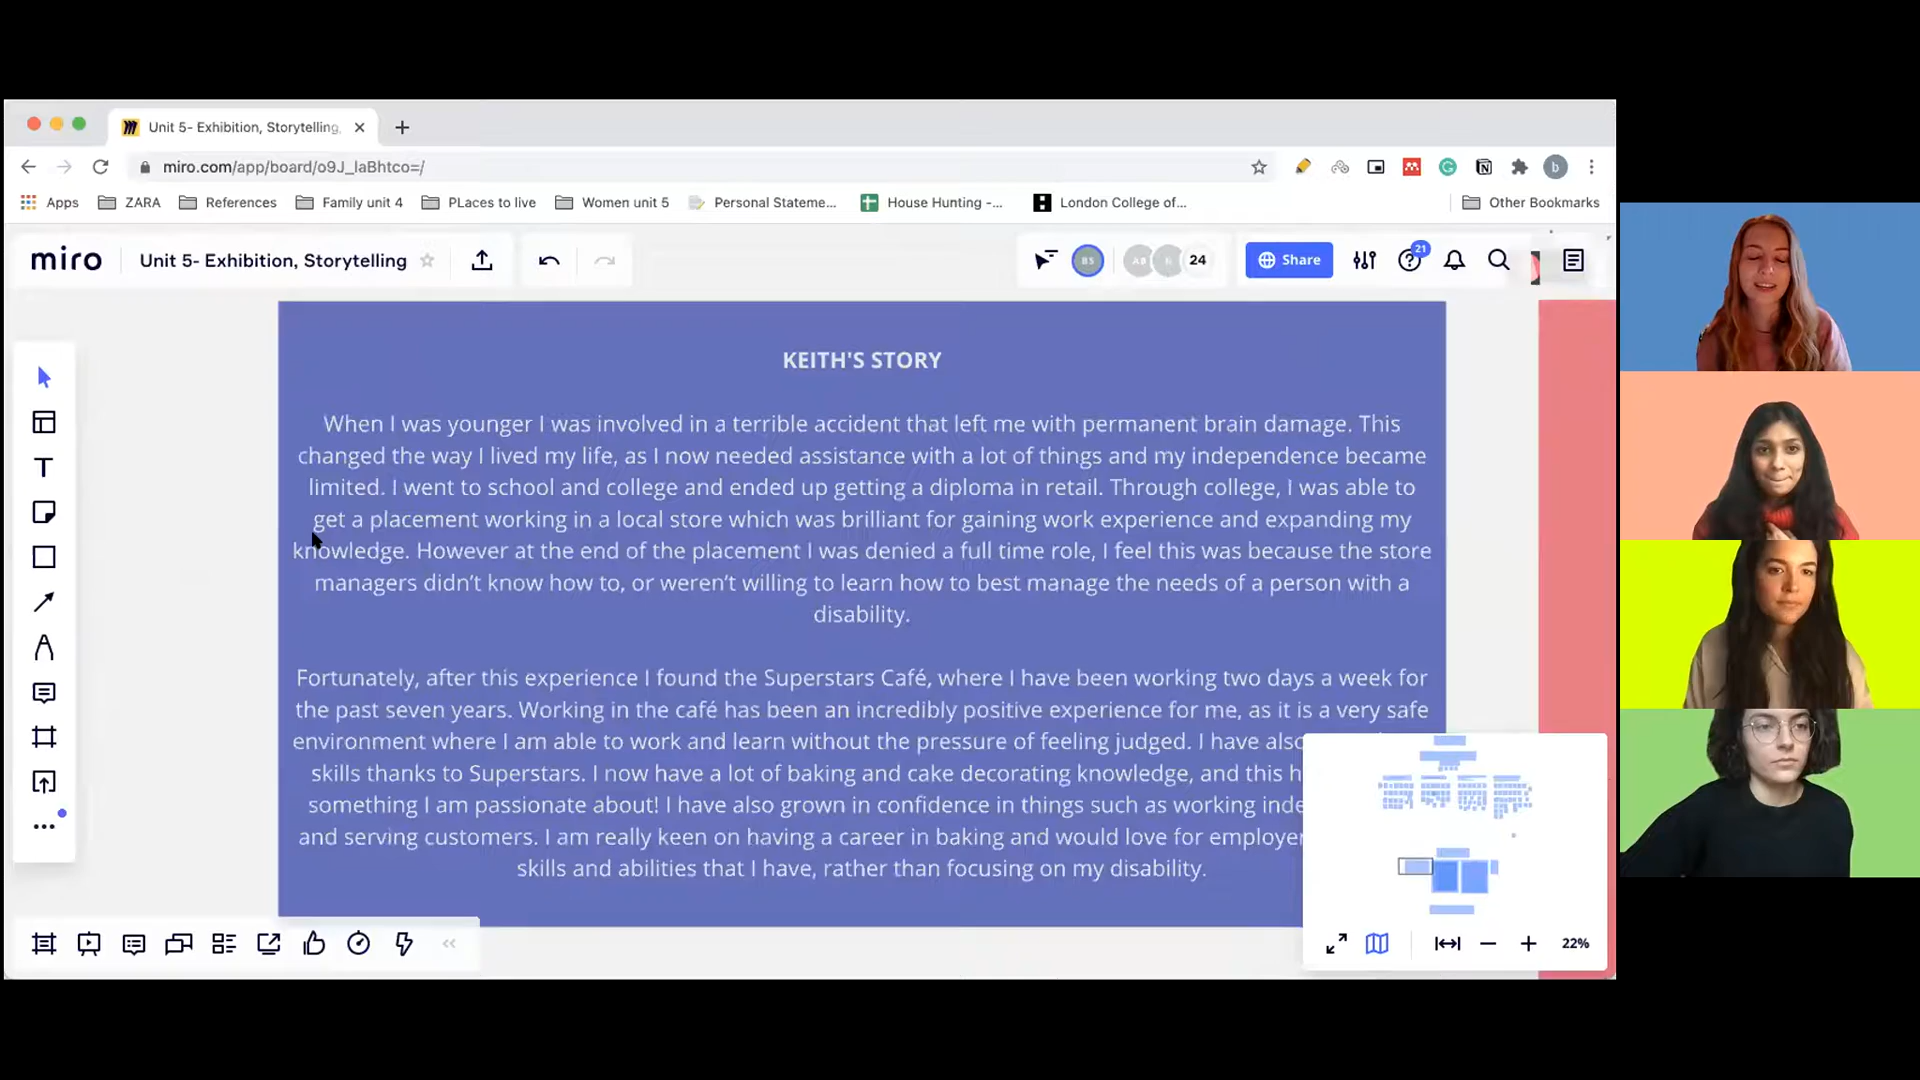 Unit 5- Exhibition, Storytelling,
miro.com/app/board/o9J_laBhtco=/
b
Apps ZARA References Family unit 4 PLaces to live Women unit 5 Personal Stateme... House Hunting -... London College of... Other Bookmarks
miro Unit 5- Exhibition, Storytelling BS AB 24 Share 21
KEITH'S STORY
When I was younger I was involved in a terrible accident that left me with permanent brain damage. This
changed the way I lived my life, as I now needed assistance with a lot of things and my independence became
limited. I went to school and college and ended up getting a diploma in retail. Through college, I was able to
get a placement working in a local store which was brilliant for gaining work experience and expanding my
knowledge. However at the end of the placement I was denied a full time role, I feel this was because the store
managers didn't know how to, or weren't willing to learn how to best manage the needs of a person with a
disability.
Fortunately, after this experience I found the Superstars Café, where I have been working two days a week for
the past seven years. Working in the café has been an incredibly positive experience for me, as it is a very safe
environment where I am able to work and learn without the pressure of feeling judged. I have also
skills thanks to Superstars. I now have a lot of baking and cake decorating knowledge, and this h
something I am passionate about! I have also grown in confidence in things such as working inde
and serving customers. I am really keen on having a career in baking and would love for employer
skills and abilities that I have, rather than focusing on my disability.
22%